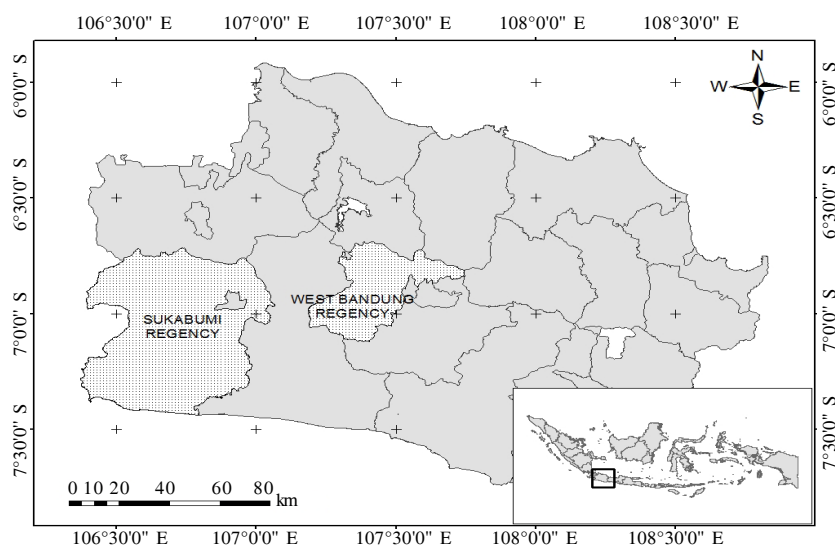 106°30'0" E 107°0'0" E 107°30'0" E 108°0'0" E 108°30'0" E
N
W E
S
6°0'0" S 6°0'0" S
6°30'0" S 6°30'0" S
WEST BANDUNG
REGENCY
SUKABUMI
REGENCY
7°0'0" S 7°0'0" S
7°30'0" S 7°30'0" S
0 10 20 40 60 80
km
106°30'0" E 107°0'0" E 107°30'0" E 108°0'0" E 108°30'0" E